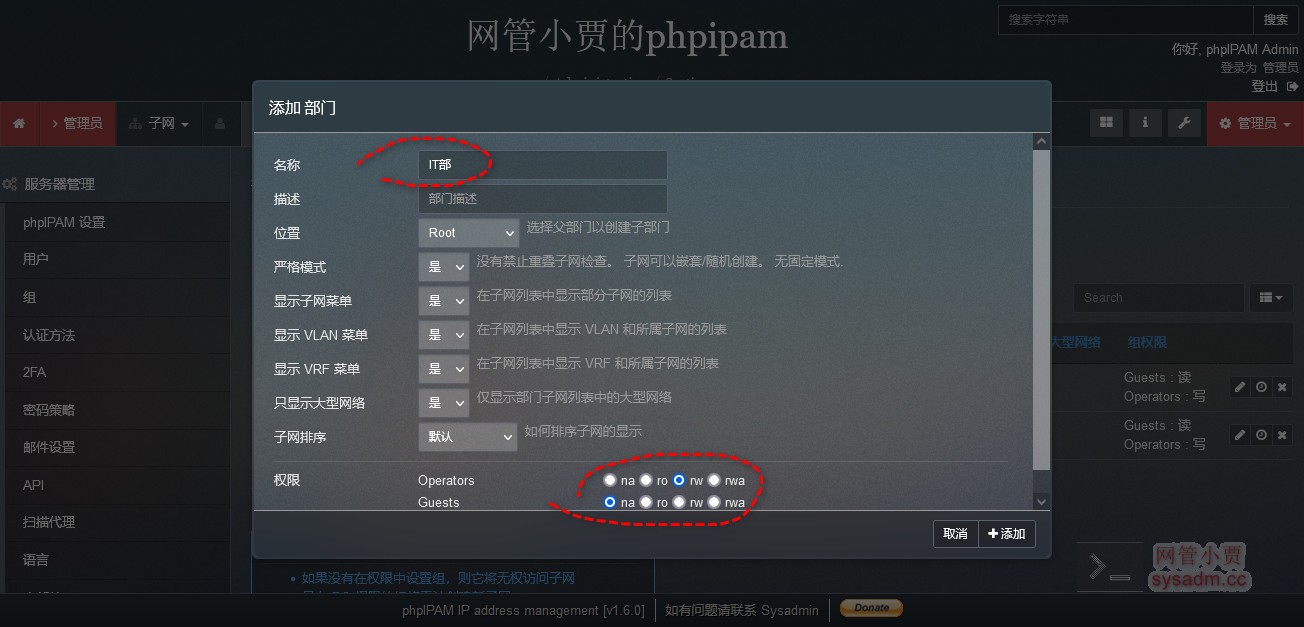 网管小贾的phpipam
搜索字符串 搜索
你好, phpIPAM Admin
登录为 管理员
登出
管理员 子网 管理员
服务器管理
phpIPAM 设置
用户
组
认证方法
2FA
密码策略
邮件设置
API
扫描代理
语言
添加 部门
名称 IT部
描述 部门描述
位置 Root 选择父部门以创建子部门
严格模式 是 没有禁止重叠子网检查。 子网可以嵌套/随机创建。 无固定模式.
显示子网菜单 是 在子网列表中显示部分子网的列表
显示 VLAN 菜单 是 在子网列表中显示 VLAN 和所属子网的列表
显示 VRF 菜单 是 在子网列表中显示 VRF 和所属子网的列表
只显示大型网络 是 仅显示部门子网列表中的大型网络
子网排序 默认 如何排序子网的显示
权限 Operators na ro rw rwa
Guests na ro rw rwa
取消 添加
Search
大型网络 组权限
Guests : 读
Operators : 写
Guests : 读
Operators : 写
如果没有在权限中设置组，则它将无权访问子网
网管小贾
sysadm.cc
phpIPAM IP address management [v1.6.0] 如有问题请联系 Sysadmin Donate